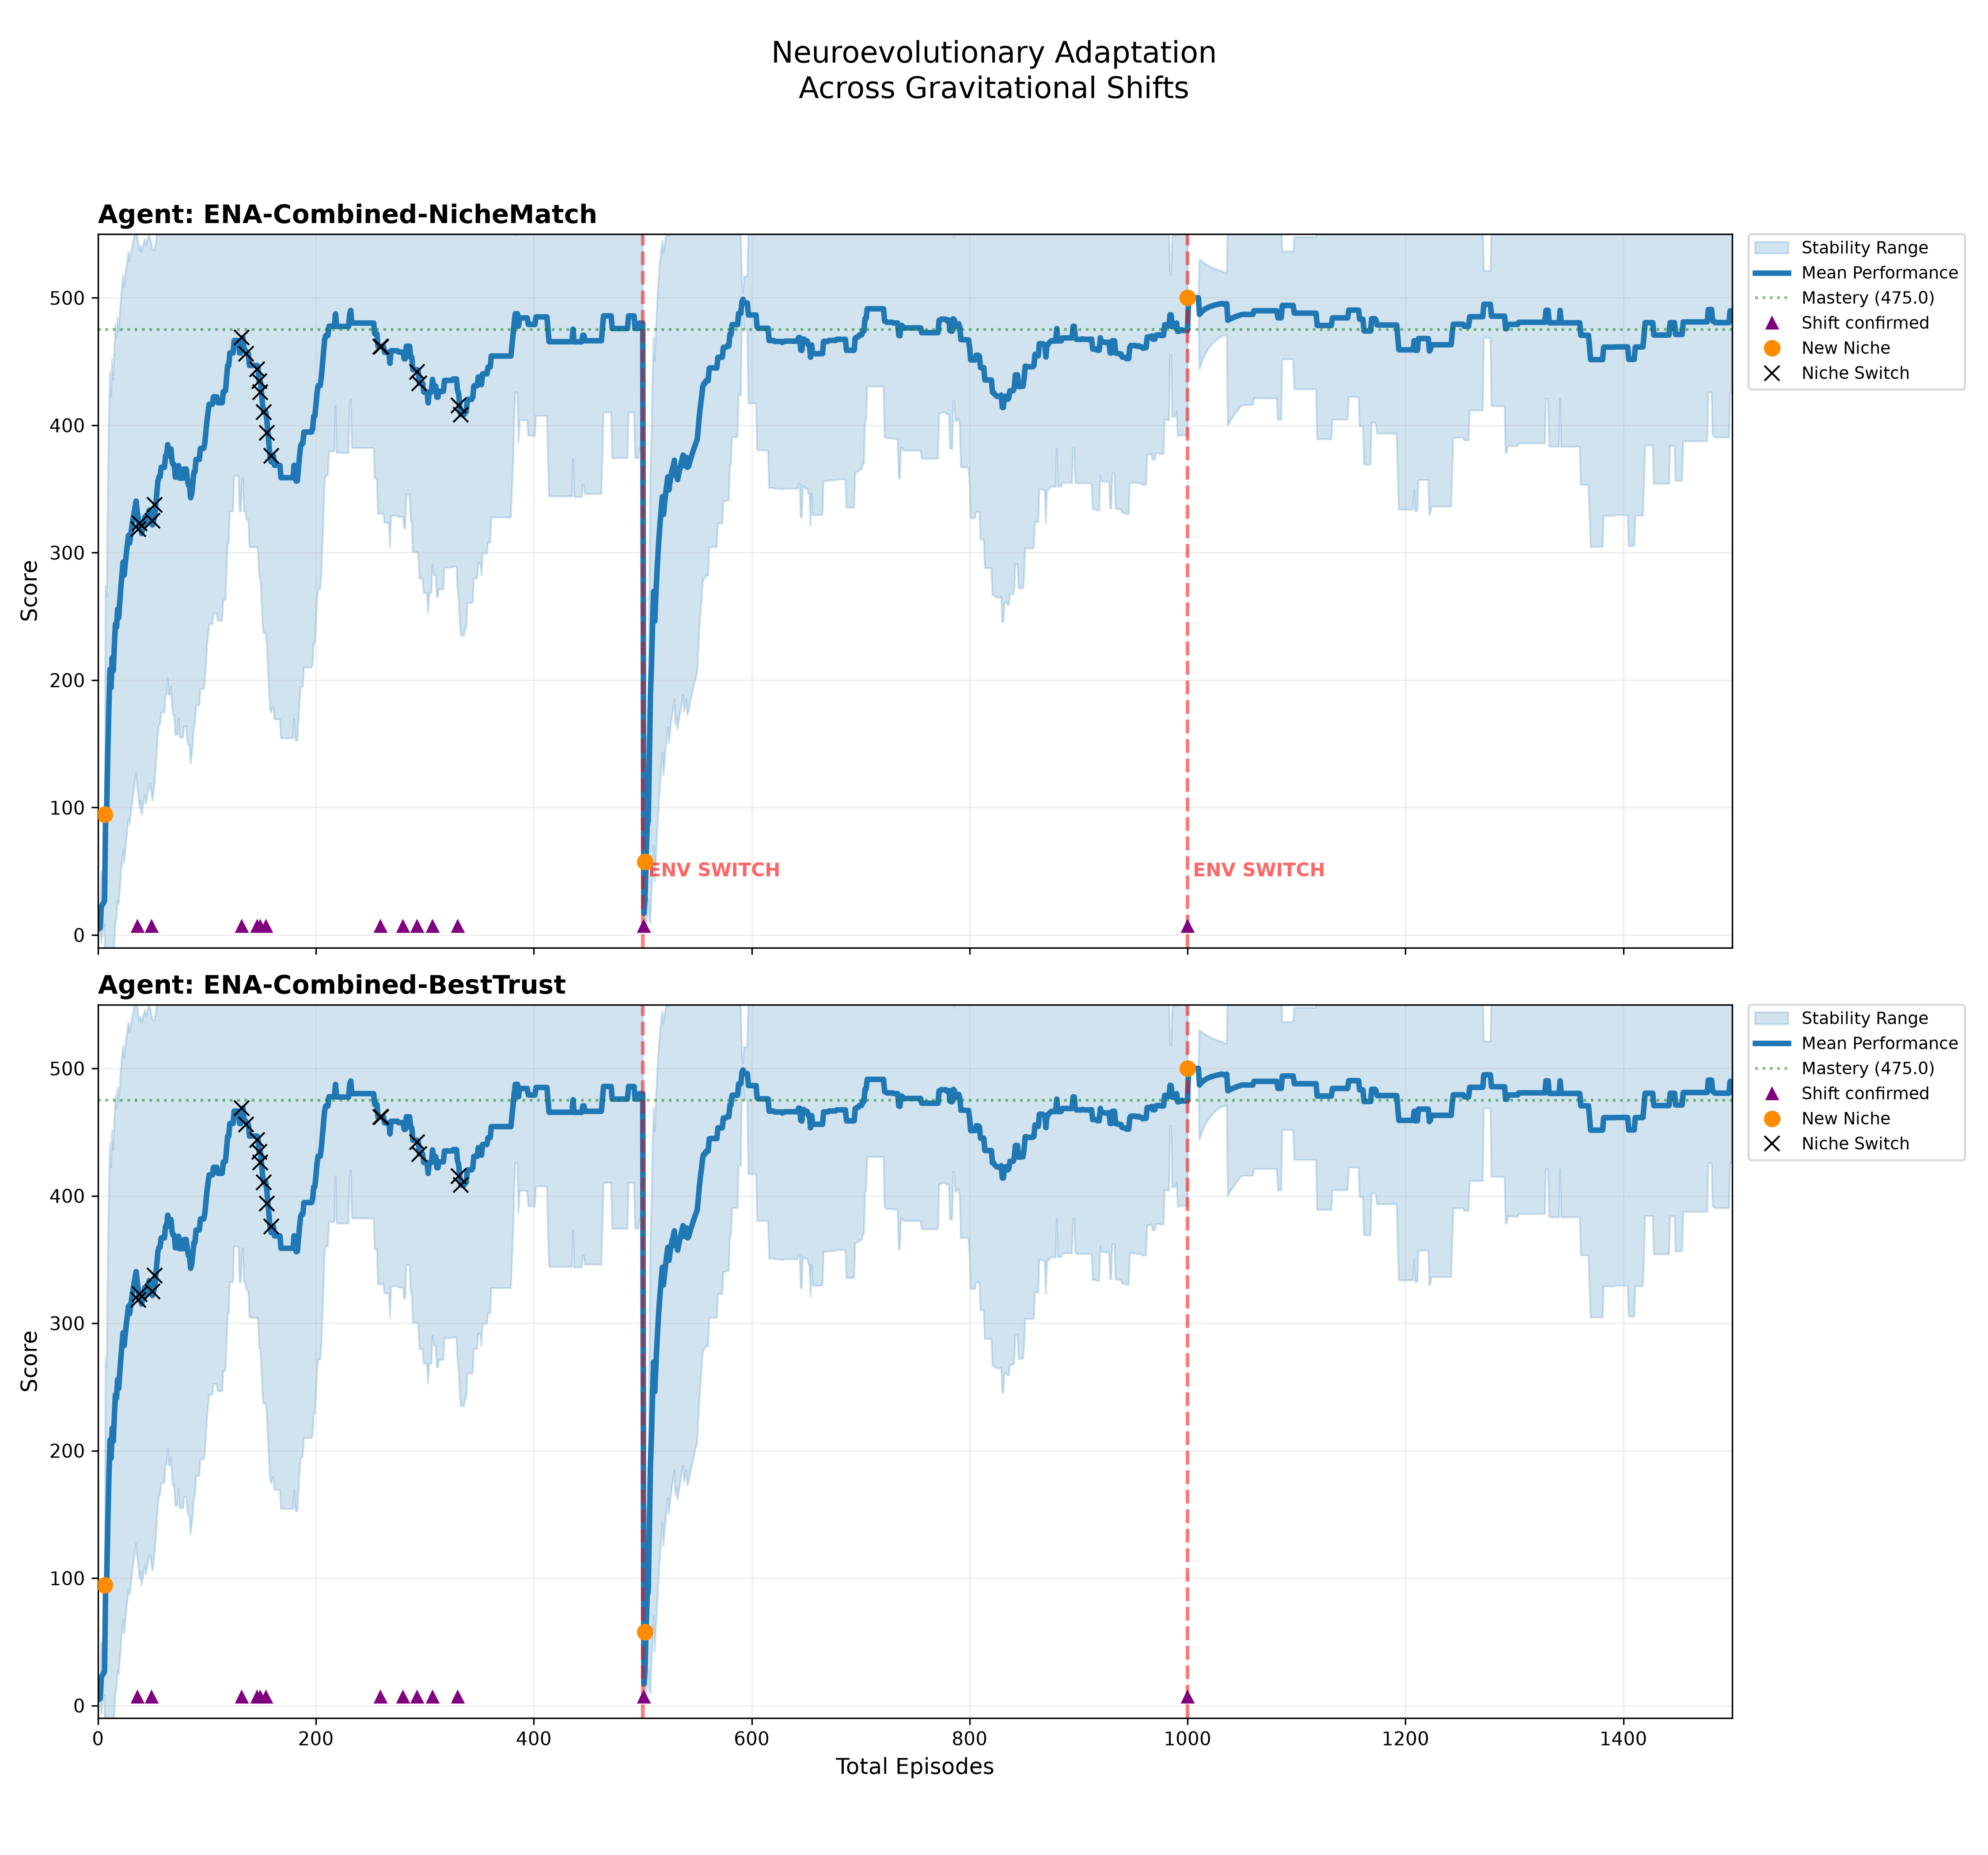 Neuroevolutionary Adaptation
Across Gravitational Shifts
Agent: ENA-Combined-NicheMatch
Score
500
400
300
200
100
0
ENV SWITCH
ENV SWITCH
Stability Range
Mean Performance
Mastery (475.0)
Shift confirmed
New Niche
Niche Switch
Agent: ENA-Combined-BestTrust
Score
500
400
300
200
100
0
0 200 400 600 800 1000 1200 1400
Total Episodes
Stability Range
Mean Performance
Mastery (475.0)
Shift confirmed
New Niche
Niche Switch